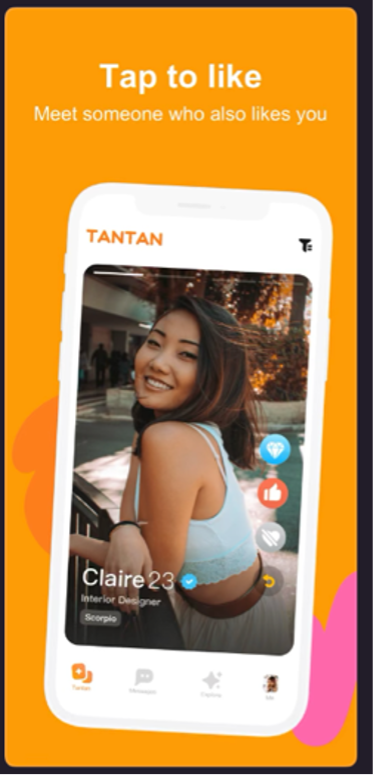 Tap to like
Meet someone who also likes you
TANTAN
Claire 23
Interior Designer
Scorpio
Tantan
Messages
Explore
Me